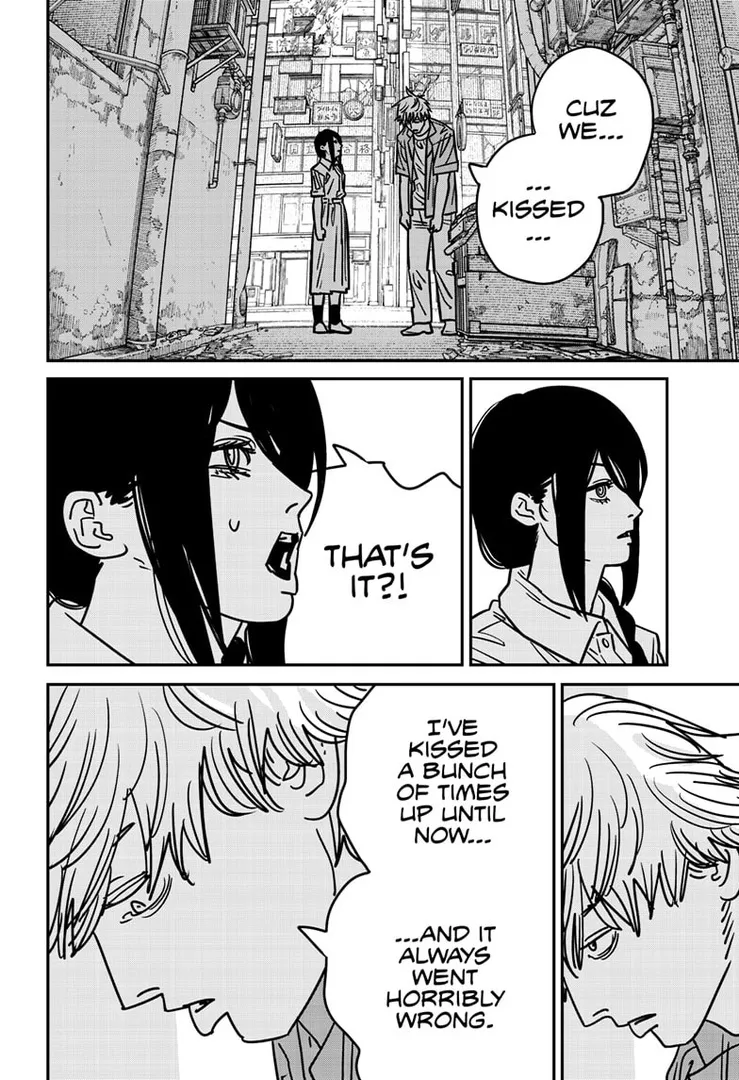 CUZ
WE...
...
KISSED
...
THAT'S
IT?!
I'VE
KISSED
A BUNCH
OF TIMES
UP UNTIL
NOW...
...AND IT
ALWAYS
WENT
HORRIBLY
WRONG.